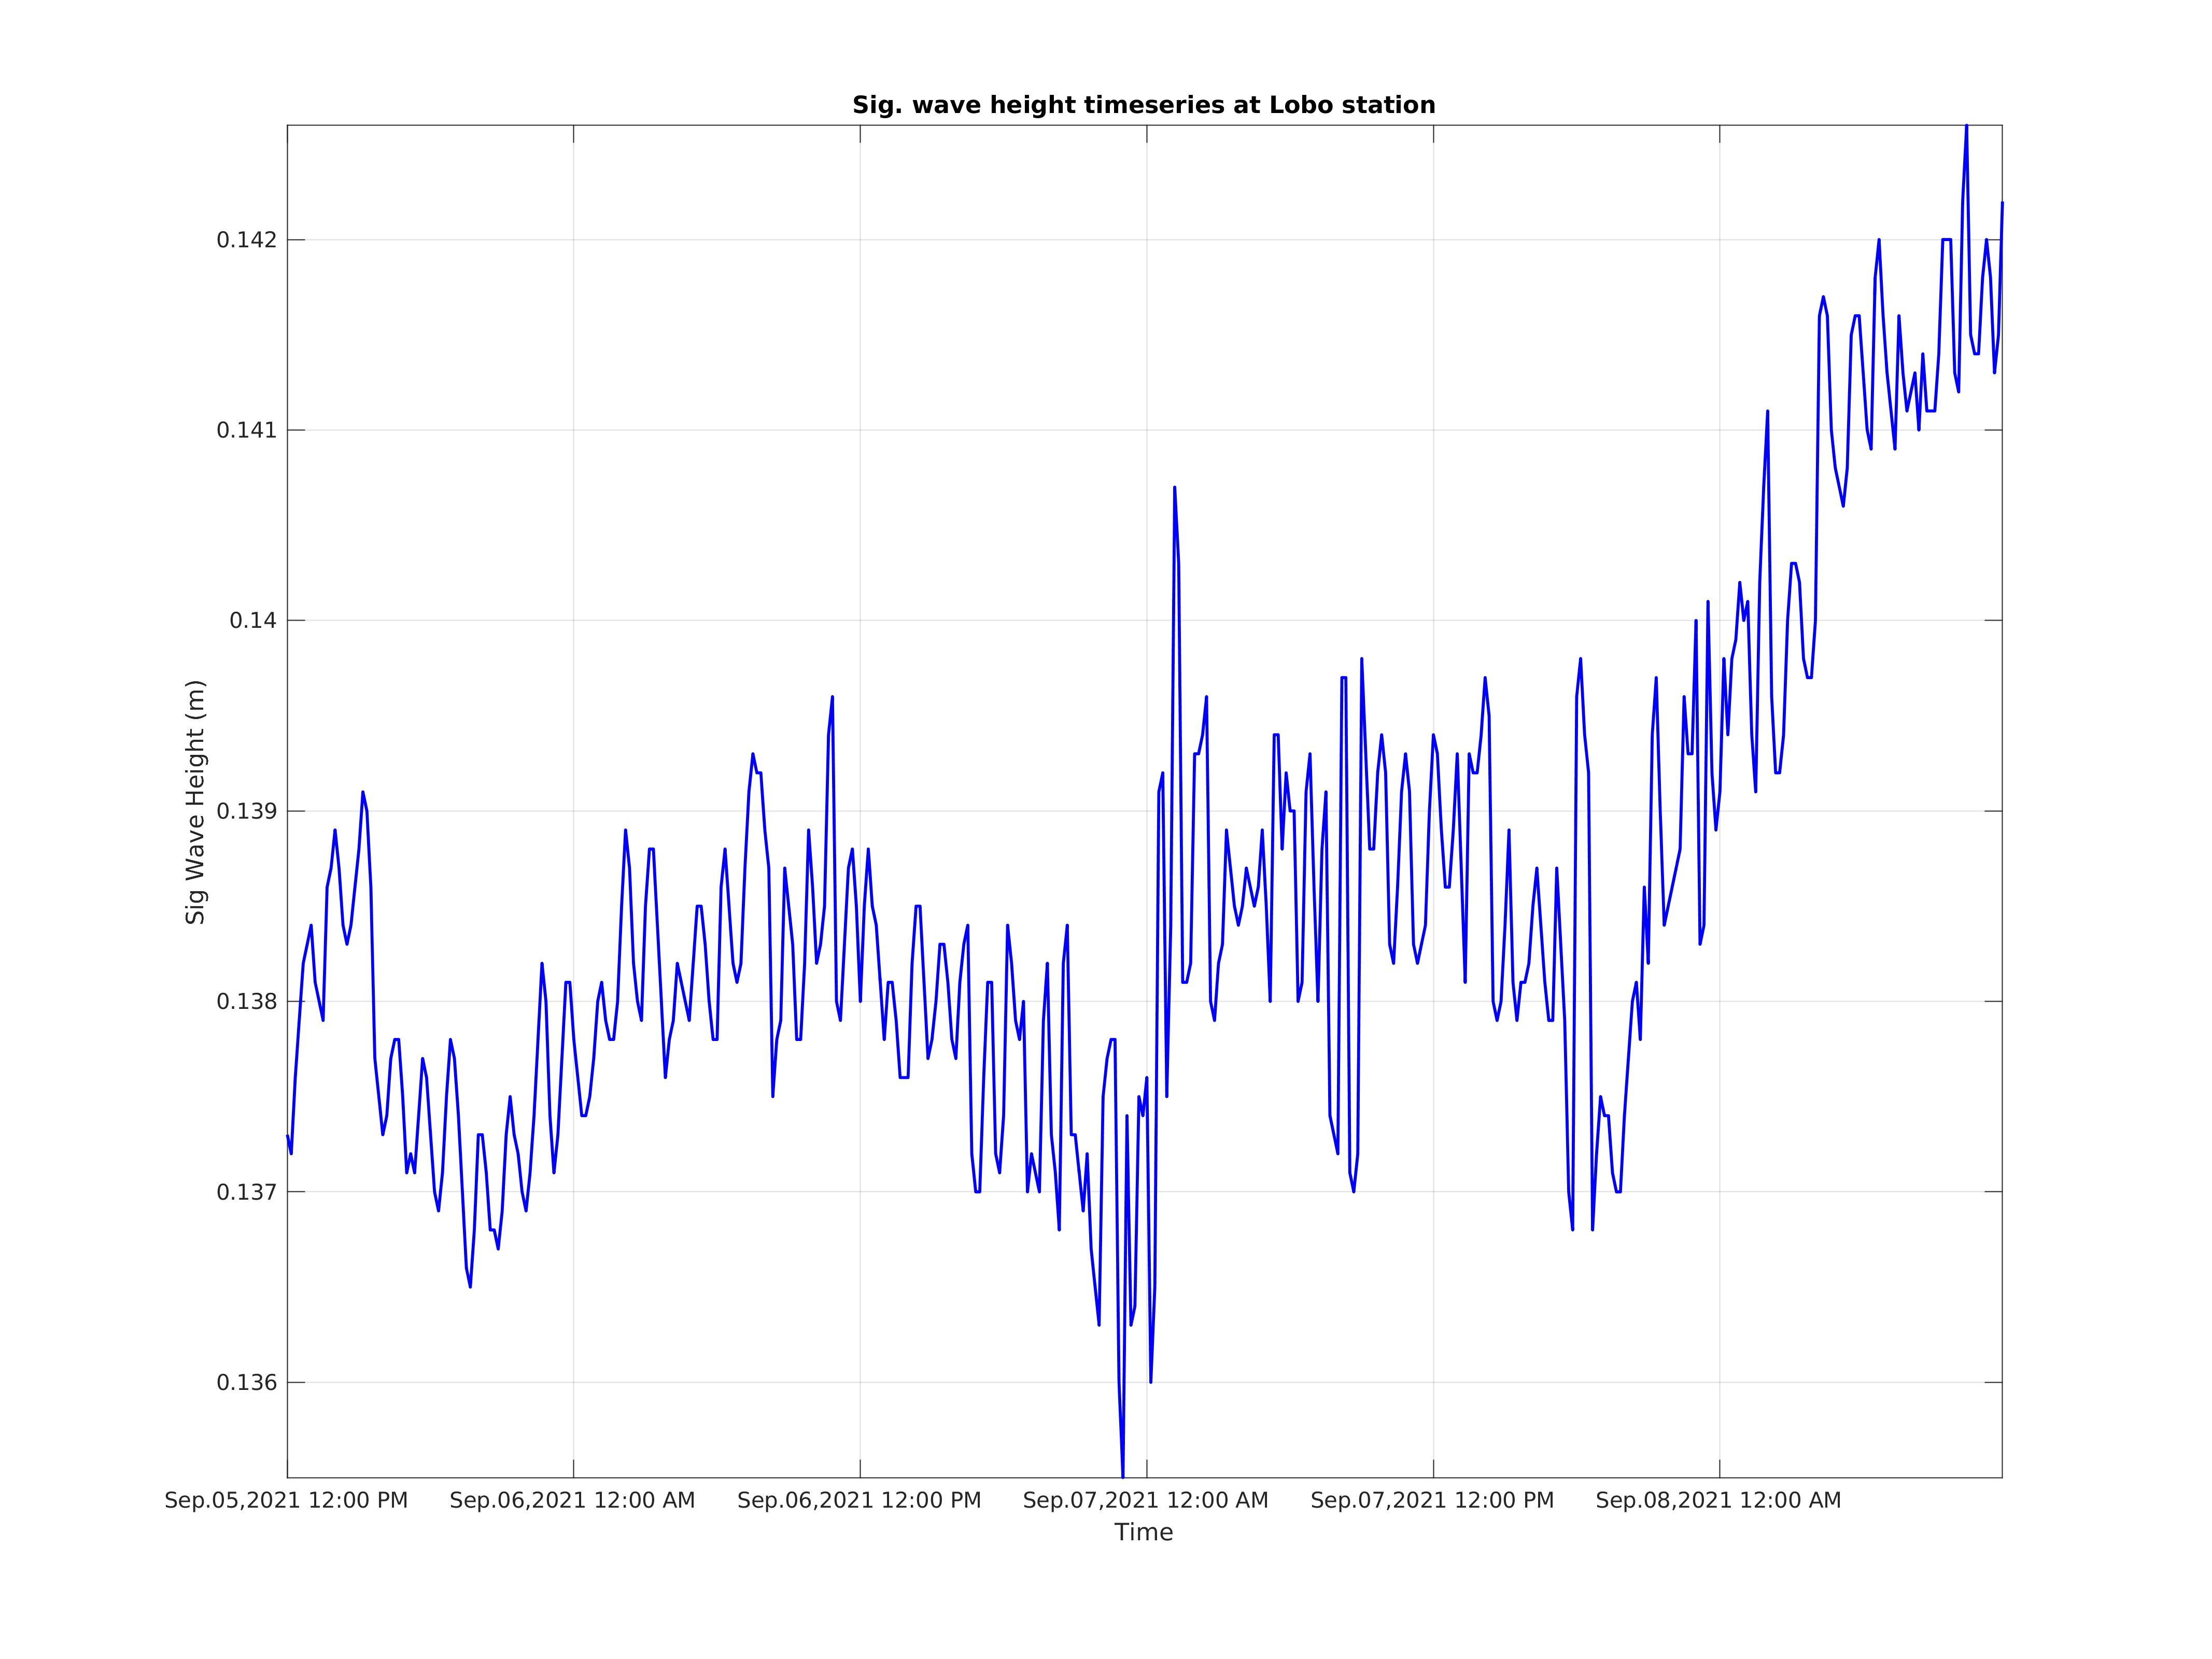 Sig. wave height timeseries at Lobo station
0.142
0.141
0.14
0.139
0.138
0.137
0.136
Sig Wave Height (m)
Sep.05,2021 12:00 PM
Sep.06,2021 12:00 AM
Sep.06,2021 12:00 PM
Sep.07,2021 12:00 AM
Sep.07,2021 12:00 PM
Sep.08,2021 12:00 AM
Time